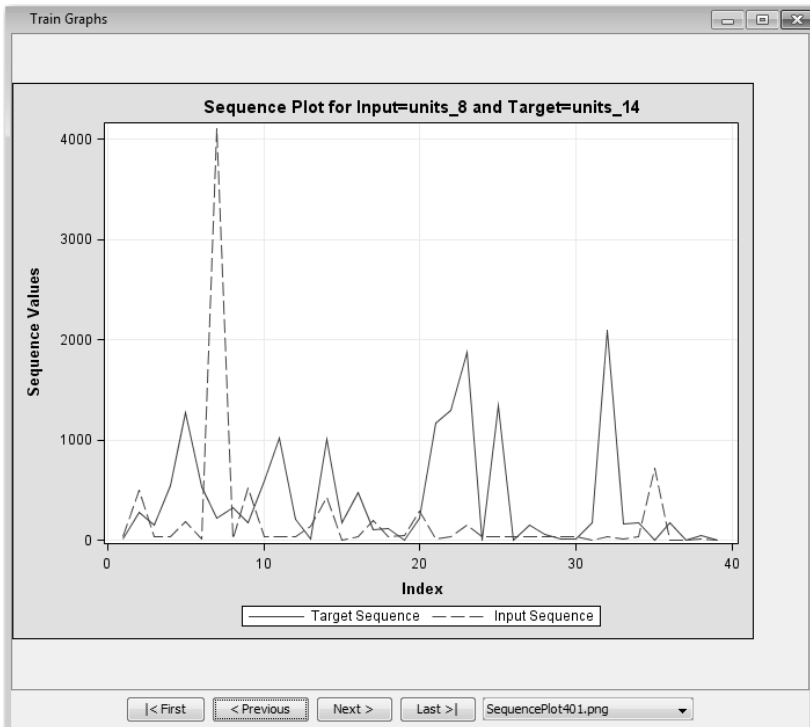 Train Graphs
Sequence Plot for Input=units_8 and Target=units_14
Sequence Values
4000
3000
2000
1000
0
0 10 20 30 40
Index
Target Sequence Input Sequence
|< First < Previous Next > Last >| SequencePlot401.png